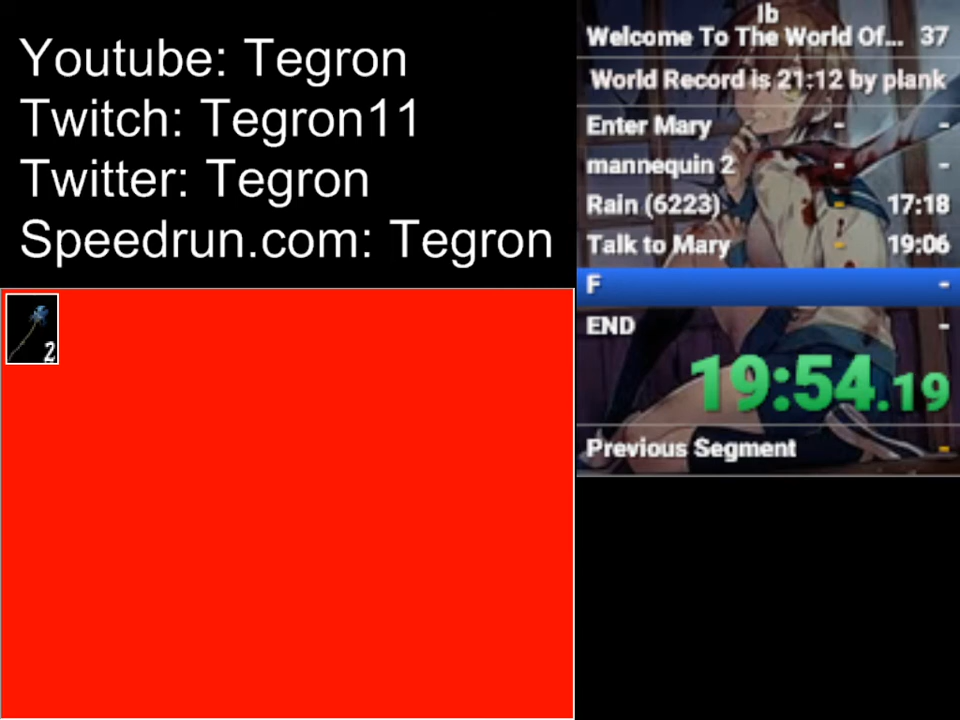 Youtube: Tegron
Twitch: Tegron11
Twitter: Tegron
Speedrun.com: Tegron
2
Ib
Welcome To The World Of... 37
World Record is 21:12 by plank
Enter Mary - -
mannequin 2 - -
Rain (6223) - 17:18
Talk to Mary - 19:06
F -
END -
19:54.19
Previous Segment -